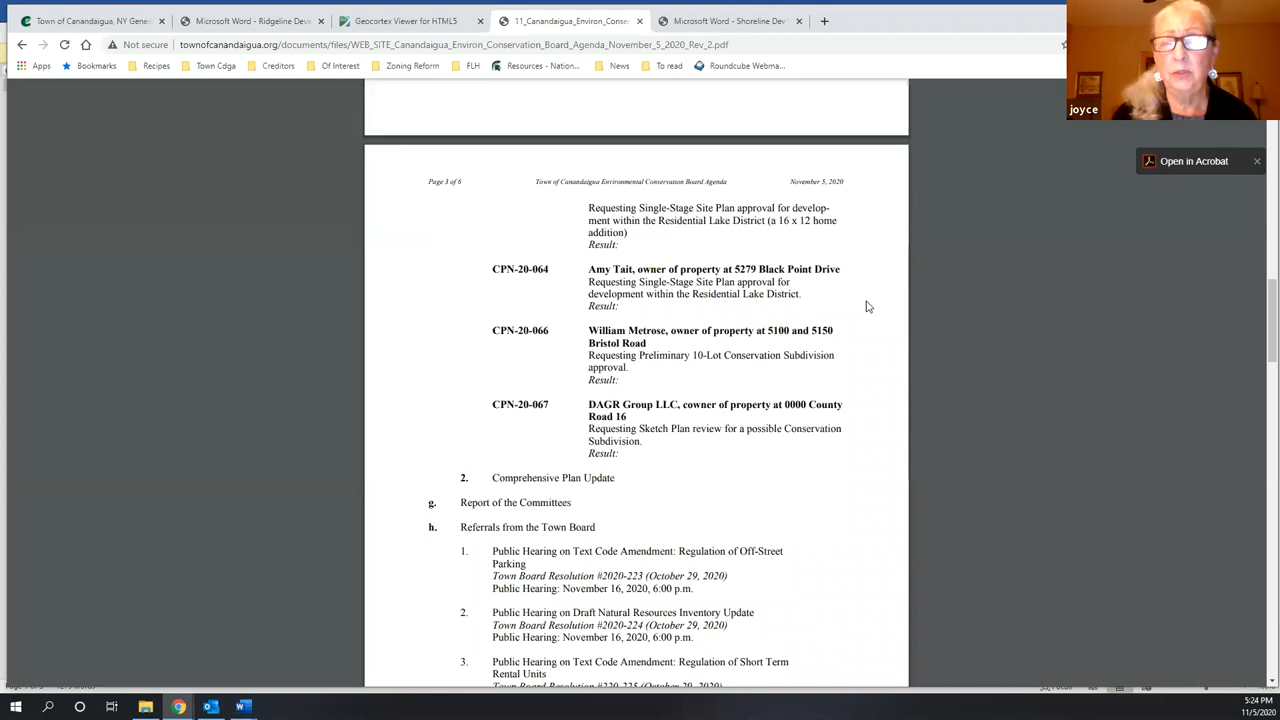 Town of Canandaigua, NY Gener
Microsoft Word - Ridgeline Dev
Geocortex Viewer for HTML5
11_Canandaigua_Environ_Conse
Microsoft Word - Shoreline Dev
Not secure
townofcanandaigua.org/documents/files/WEB_SITE_Canandaigua_Environ_Conservation_Board_Agenda_November_5_2020_Rev_2.pdf
Apps Bookmarks Recipes Town Cdga Creditors Of Interest Zoning Reform FLH Resources - Nation... News To read Roundcube Webma...
joyce
Open in Acrobat
Page 3 of 6 Town of Canandaigua Environmental Conservation Board Agenda November 5, 2020
Requesting Single-Stage Site Plan approval for develop-
ment within the Residential Lake District (a 16 x 12 home
addition)
Result:
CPN-20-064 Amy Tait, owner of property at 5279 Black Point Drive
Requesting Single-Stage Site Plan approval for
development within the Residential Lake District.
Result:
CPN-20-066 William Metrose, owner of property at 5100 and 5150
Bristol Road
Requesting Preliminary 10-Lot Conservation Subdivision
approval.
Result:
CPN-20-067 DAGR Group LLC, cowner of property at 0000 County
Road 16
Requesting Sketch Plan review for a possible Conservation
Subdivision.
Result:
2. Comprehensive Plan Update
g. Report of the Committees
h. Referrals from the Town Board
1. Public Hearing on Text Code Amendment: Regulation of Off-Street
Parking
Town Board Resolution #2020-223 (October 29, 2020)
Public Hearing: November 16, 2020, 6:00 p.m.
2. Public Hearing on Draft Natural Resources Inventory Update
Town Board Resolution #2020-224 (October 29, 2020)
Public Hearing: November 16, 2020, 6:00 p.m.
3. Public Hearing on Text Code Amendment: Regulation of Short Term
Rental Units
Town Board Resolution #220-225 (October 29, 2020)
5:24 PM
11/5/2020